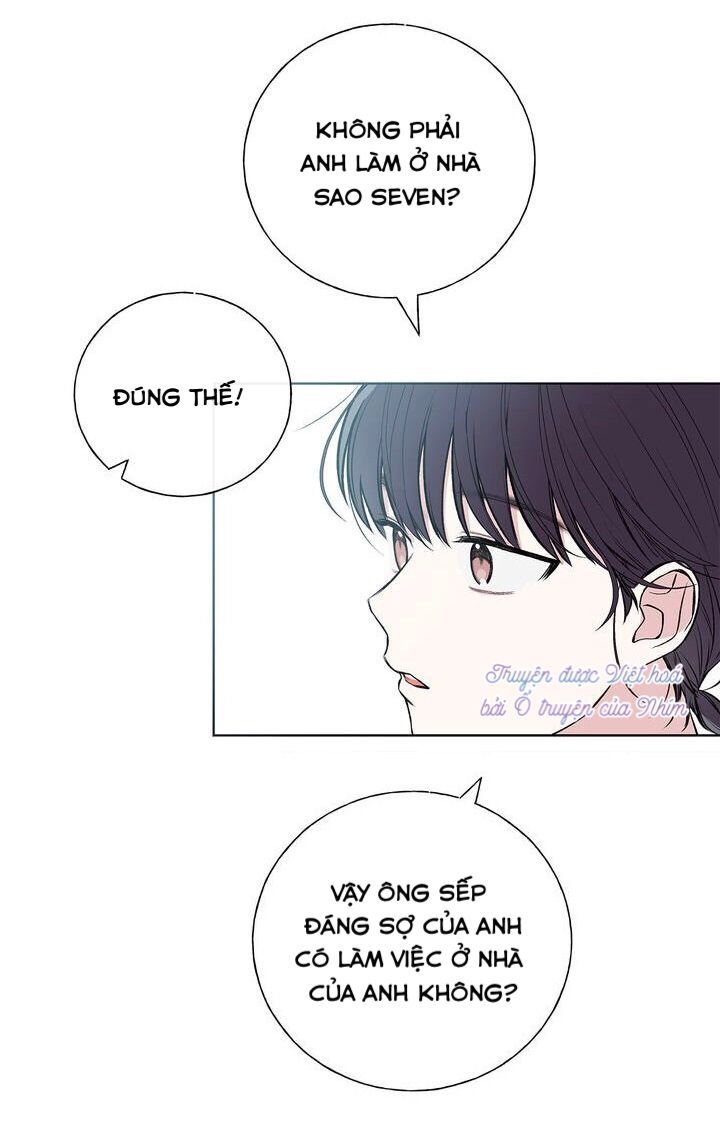 KHÔNG PHẢI
ANH LÀM Ở NHÀ
SAO SEVEN?
ĐÚNG THẾ!
Truyện được Việt hoá
bởi Ổ truyện của Nhím
VẬY ÔNG SẾP
ĐÁNG SỢ CỦA ANH
CÓ LÀM VIỆC Ở NHÀ
CỦA ANH KHÔNG?